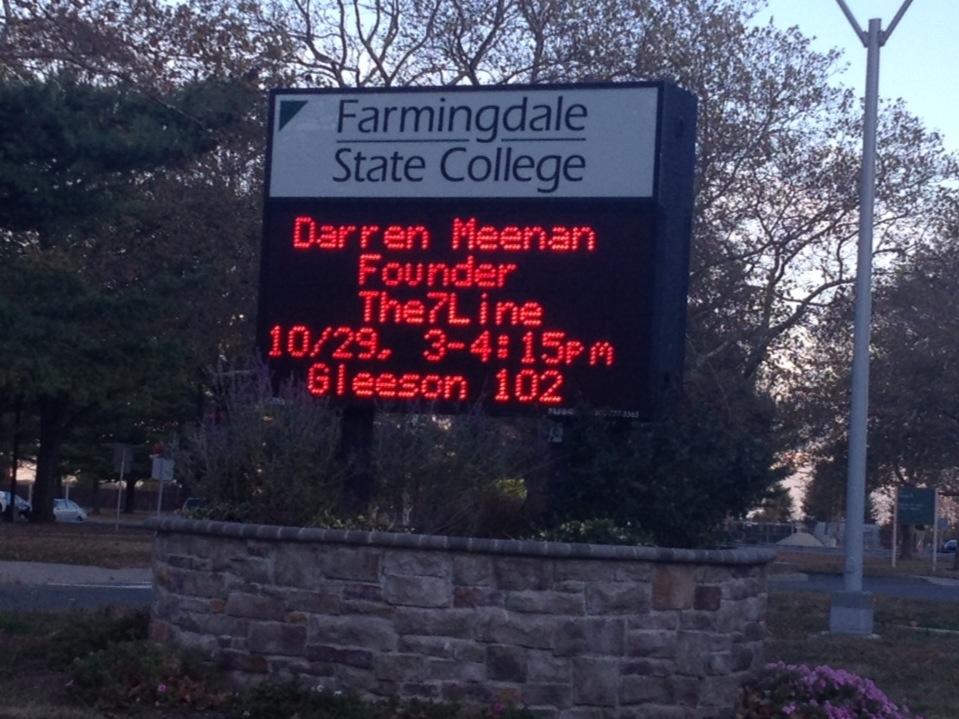 Farmingdale
State College
Darren Meenan
Founder
The7Line
10/29, 3-4:15pm
Gleeson 102